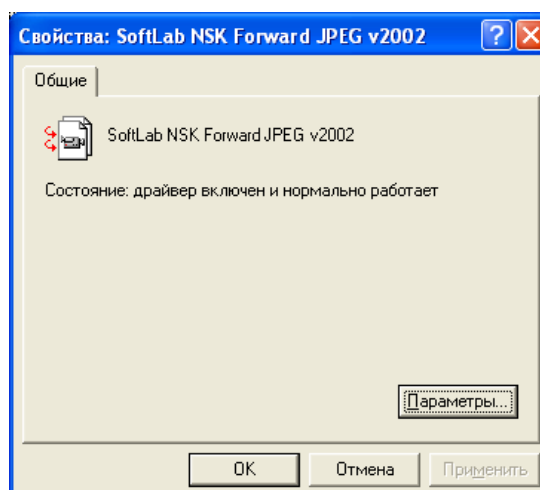 Свойства: SoftLab NSK Forward JPEG v2002
Общие
SoftLab NSK Forward JPEG v2002
Состояние: драйвер включен и нормально работает
Параметры...
OK Отмена Применить